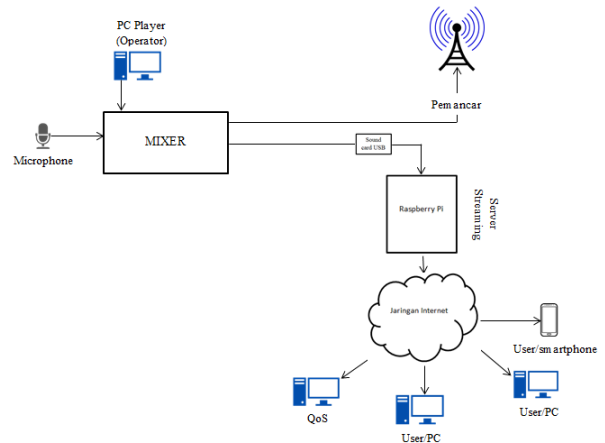 PC Player
(Operator)
Pemancar
MIXER
Microphone
Sound
card USB
Raspberry Pi
Server
Streaming
Jaringan Internet
User/smartphone
QoS
User/PC
User/PC